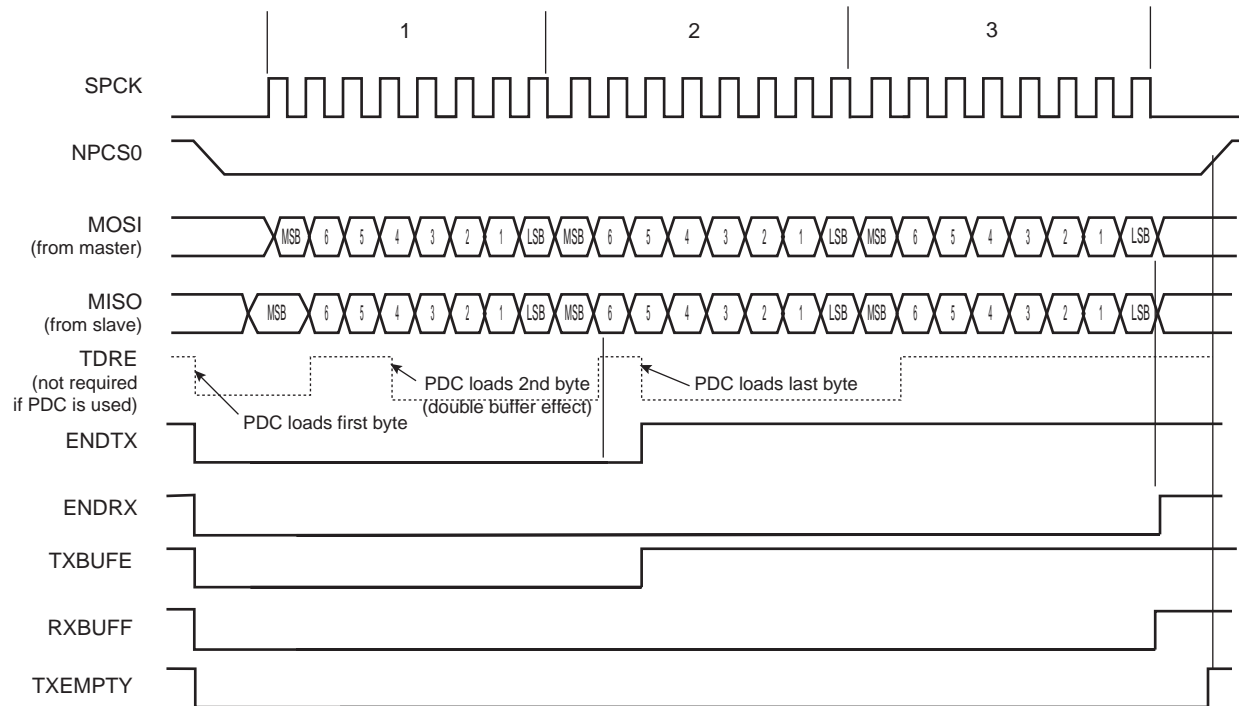 1 2 3
SPCK
NPCS0
MOSI
(from master)
MSB 6 5 4 3 2 1 LSB MSB 6 5 4 3 2 1 LSB MSB 6 5 4 3 2 1 LSB
MISO
(from slave)
MSB 6 5 4 3 2 1 LSB MSB 6 5 4 3 2 1 LSB MSB 6 5 4 3 2 1 LSB
TDRE
(not required
if PDC is used)
PDC loads first byte
PDC loads 2nd byte
(double buffer effect)
PDC loads last byte
ENDTX
ENDRX
TXBUFE
RXBUFF
TXEMPTY